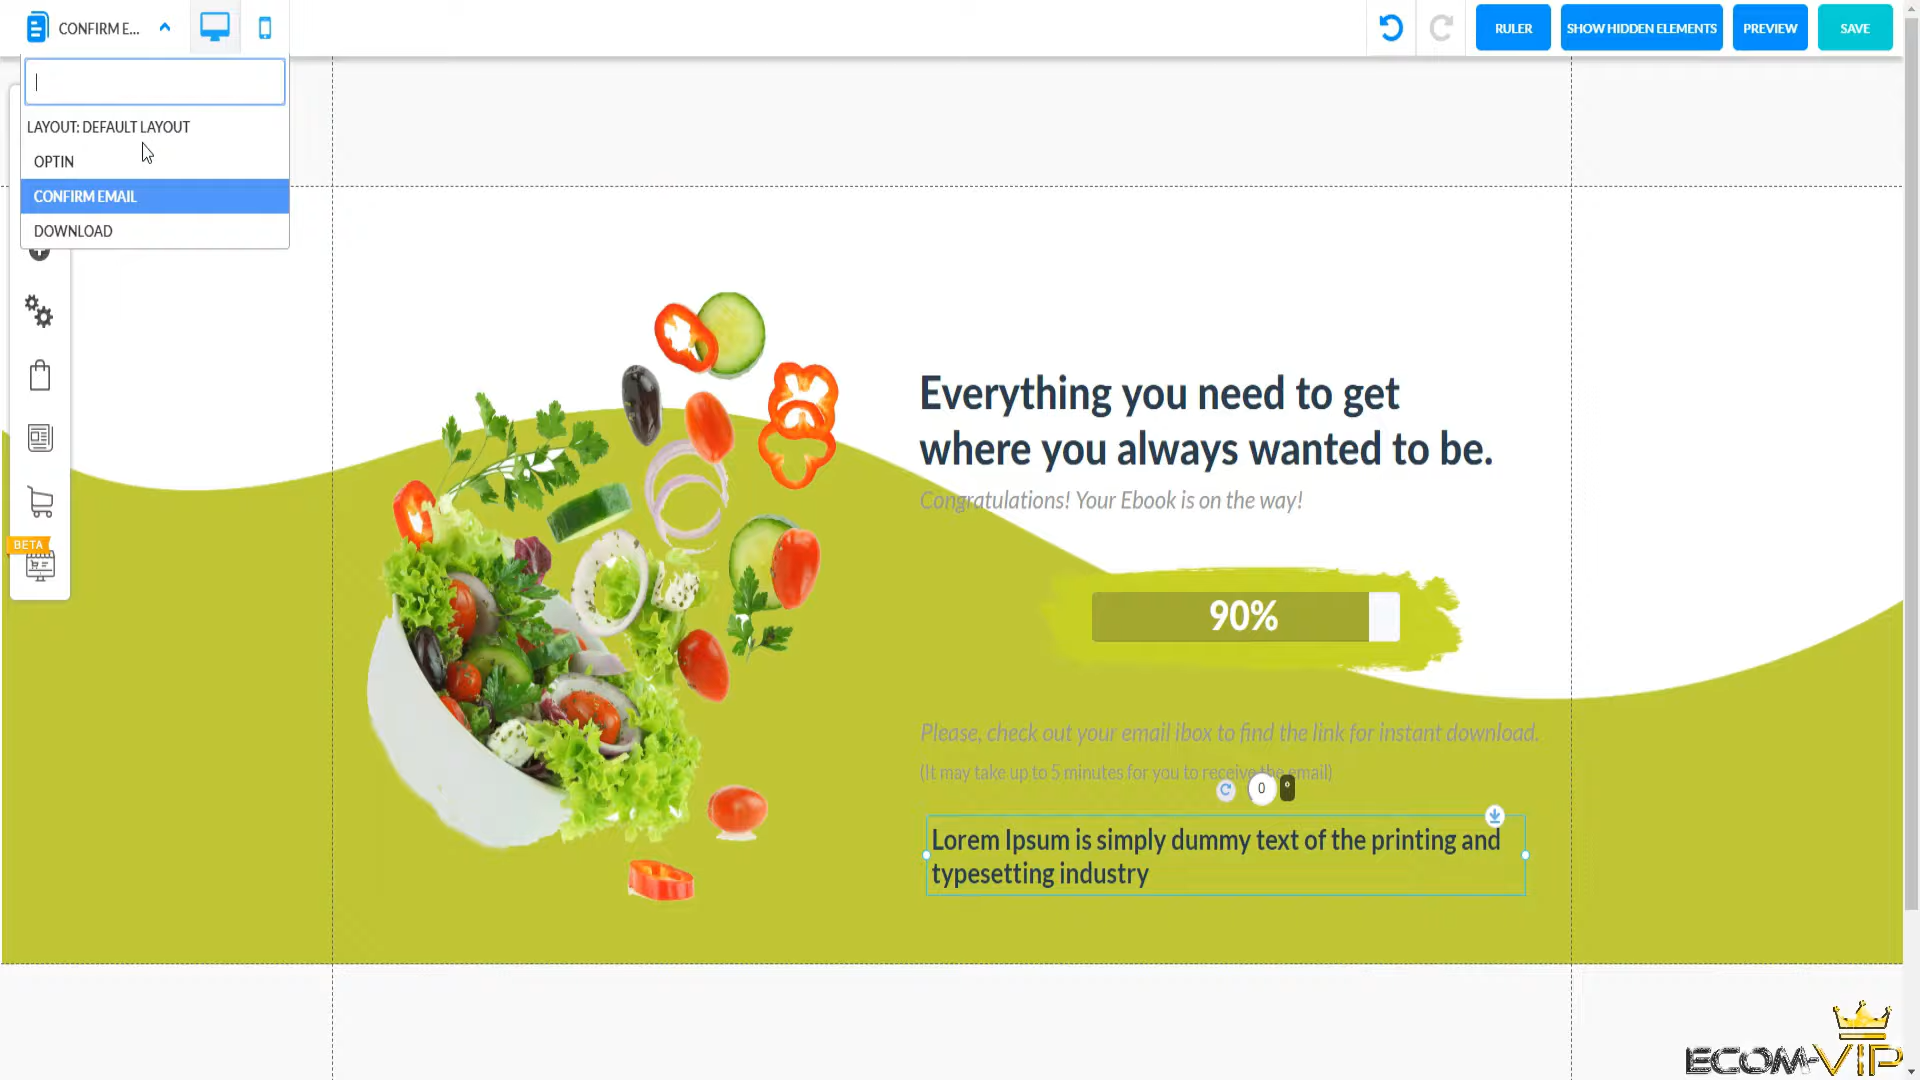 CONFIRM E...
RULER
SHOW HIDDEN ELEMENTS
PREVIEW
SAVE
LAYOUT: DEFAULT LAYOUT
OPTIN
CONFIRM EMAIL
DOWNLOAD
BETA
Everything you need to get
where you always wanted to be.
Congratulations! Your Ebook is on the way!
90%
Please, check out your email ibox to find the link for instant download.
(It may take up to 5 minutes for you to receive the email)
0
Lorem Ipsum is simply dummy text of the printing and
typesetting industry
ECOM-VIP